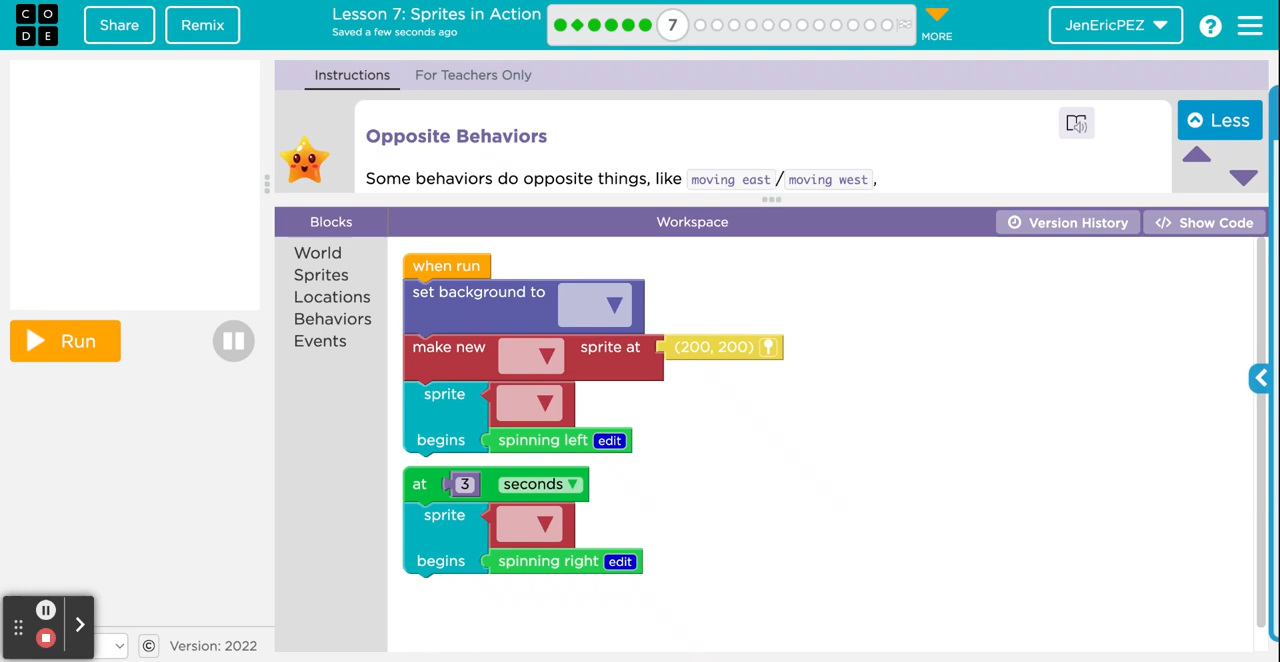 C O D E
Share
Remix
Lesson 7: Sprites in Action
Saved a few seconds ago
7
MORE
JenEricPEZ
?
Instructions
For Teachers Only
Opposite Behaviors
Less
Some behaviors do opposite things, like moving east / moving west ,
Blocks
Workspace
Version History
</> Show Code
World
Sprites
Locations
Behaviors
Events
when run
set background to
make new sprite at (200, 200)
sprite
begins spinning left edit
at 3 seconds
sprite
begins spinning right edit
Run
© Version: 2022